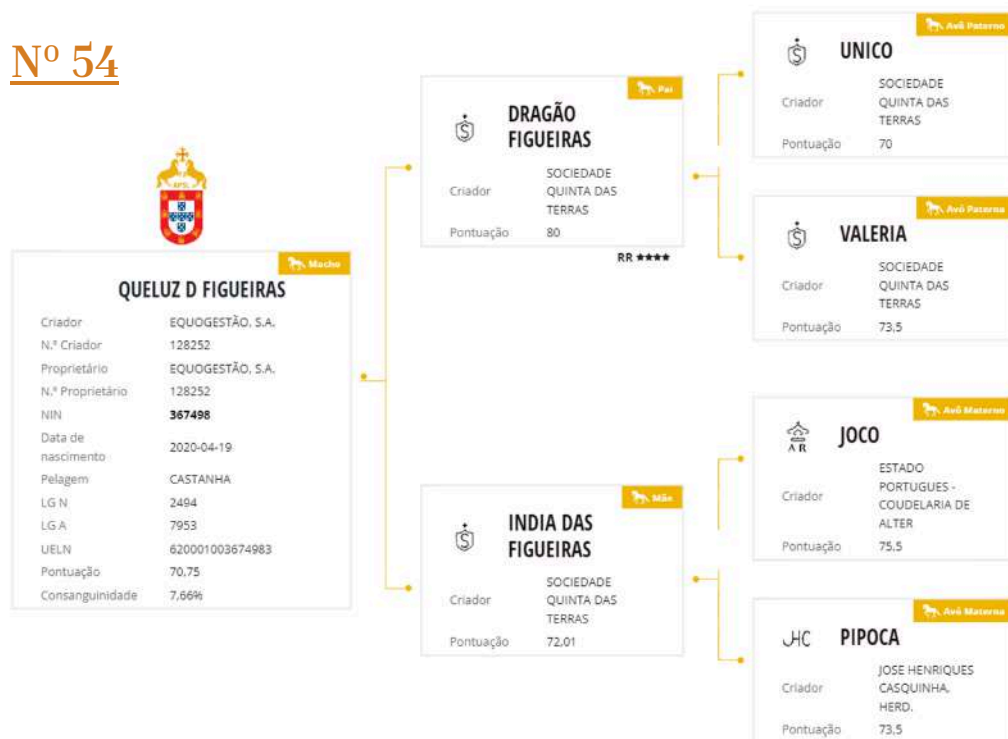 Nº 54
APSL
Macho
QUELUZ D FIGUEIRAS
Criador EQUOGESTÃO, S.A.
N.º Criador 128252
Proprietário EQUOGESTÃO, S.A.
N.º Proprietário 128252
NIN 367498
Data de
nascimento 2020-04-19
Pelagem CASTANHA
LG N 2494
LG A 7953
UELN 620001003674983
Pontuação 70,75
Consanguinidade 7,66%
Pai
S
DRAGÃO
FIGUEIRAS
Criador SOCIEDADE
QUINTA DAS
TERRAS
Pontuação 80
RR ★★★★
Mãe
S
INDIA DAS
FIGUEIRAS
Criador SOCIEDADE
QUINTA DAS
TERRAS
Pontuação 72,01
Avô Paterno
S
UNICO
Criador SOCIEDADE
QUINTA DAS
TERRAS
Pontuação 70
Avó Paterna
S
VALERIA
Criador SOCIEDADE
QUINTA DAS
TERRAS
Pontuação 73,5
Avô Materno
AR
JOCO
Criador ESTADO
PORTUGUES -
COUDELARIA DE
ALTER
Pontuação 75,5
Avó Materna
JHC
PIPOCA
Criador JOSE HENRIQUES
CASQUINHA,
HERD.
Pontuação 73,5